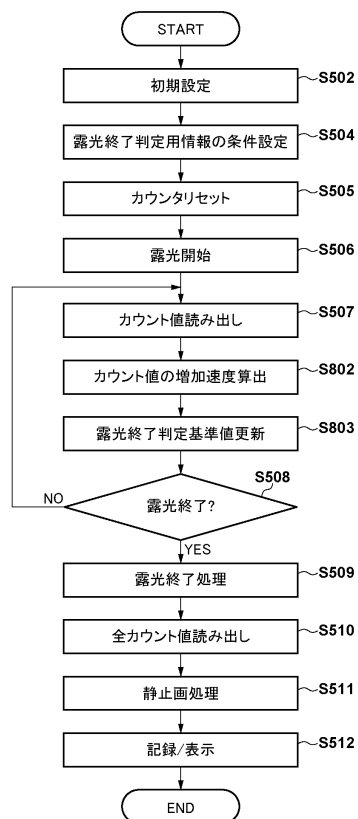 START
初期設定
S502
露光終了判定用情報の条件設定
S504
カウンタリセット
S505
露光開始
S506
カウント値読み出し
S507
カウント値の増加速度算出
S802
露光終了判定基準値更新
S803
露光終了?
S508
NO
YES
露光終了処理
S509
全カウント値読み出し
S510
静止画処理
S511
記録/表示
S512
END